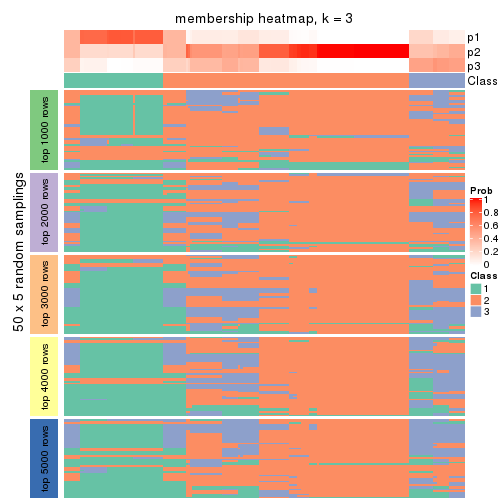 membership heatmap, k = 3
p1
p2
p3
Class
50 x 5 random samplings
top 1000 rows
top 2000 rows
top 3000 rows
top 4000 rows
top 5000 rows
Prob
1
0.8
0.6
0.4
0.2
0
Class
1
2
3